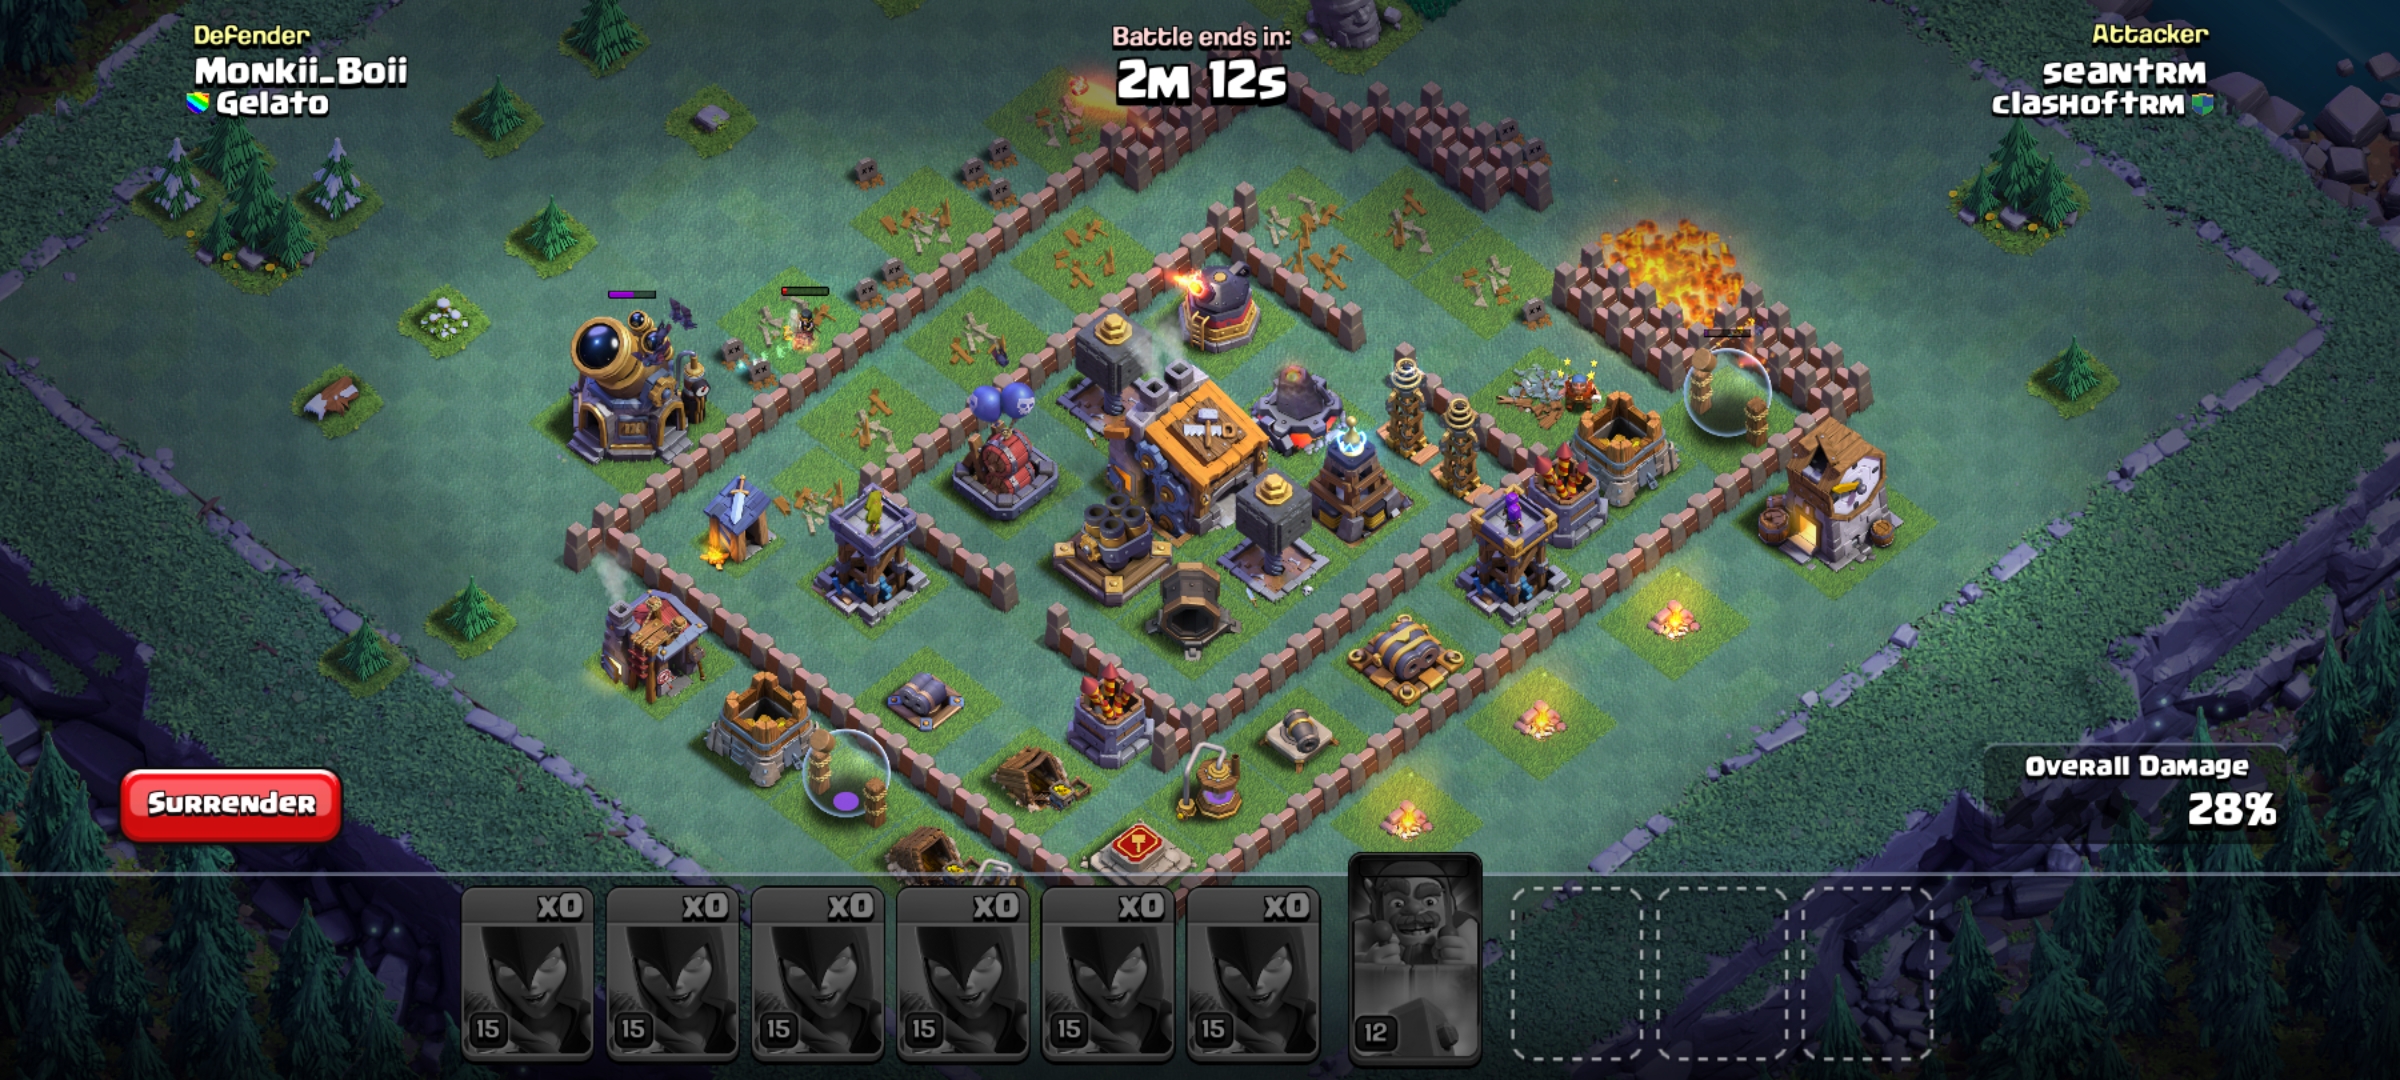 Defender
Monkii_Boii
Gelato
Battle ends in:
2M 12s
Attacker
seantRM
clashoftRM
Surrender
Overall Damage
28%
x0 x0 x0 x0 x0 x0
15 15 15 15 15 15 12